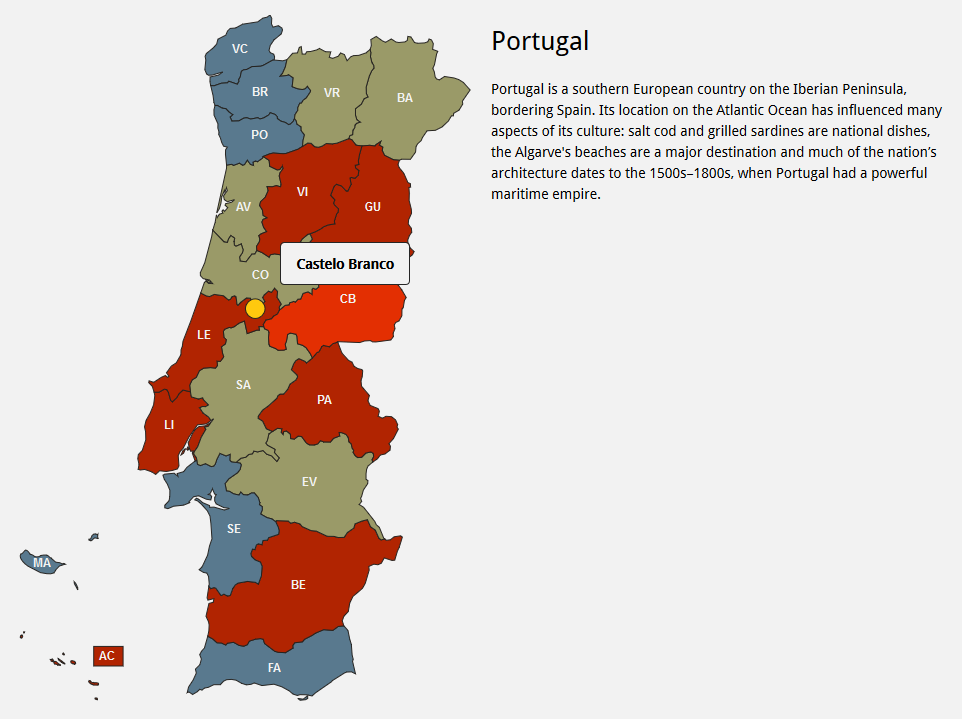 Portugal
Portugal is a southern European country on the Iberian Peninsula,
bordering Spain. Its location on the Atlantic Ocean has influenced many
aspects of its culture: salt cod and grilled sardines are national dishes,
the Algarve's beaches are a major destination and much of the nation’s
architecture dates to the 1500s–1800s, when Portugal had a powerful
maritime empire.
VC
BR
VR
BA
PO
VI
AV
GU
Castelo Branco
CO
CB
LE
SA
PA
LI
EV
SE
MA
BE
AC
FA